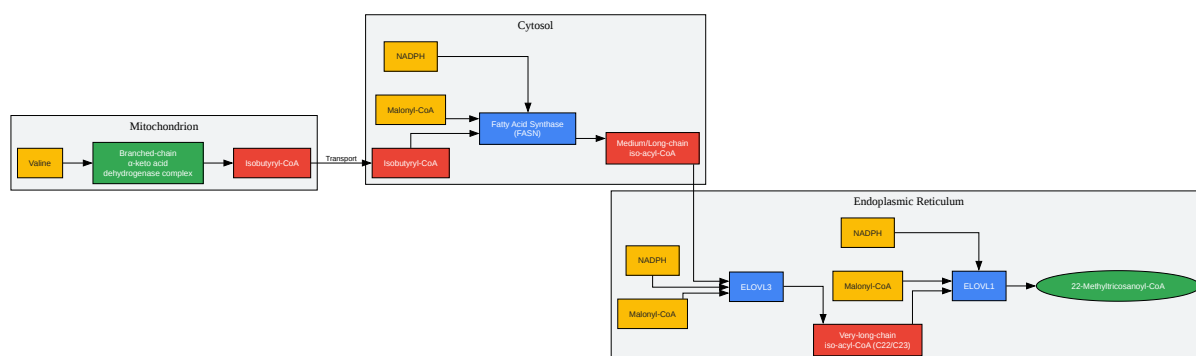 Cytosol
NADPH
Malonyl-CoA
Fatty Acid Synthase
(FASN)
Isobutyryl-CoA
Medium/Long-chain
iso-acyl-CoA
Mitochondrion
Valine
Branched-chain
α-keto acid
dehydrogenase complex
Isobutyryl-CoA
Transport
Endoplasmic Reticulum
NADPH
Malonyl-CoA
ELOVL3
Very-long-chain
iso-acyl-CoA (C22/C23)
NADPH
Malonyl-CoA
ELOVL1
22-Methyltricosanoyl-CoA